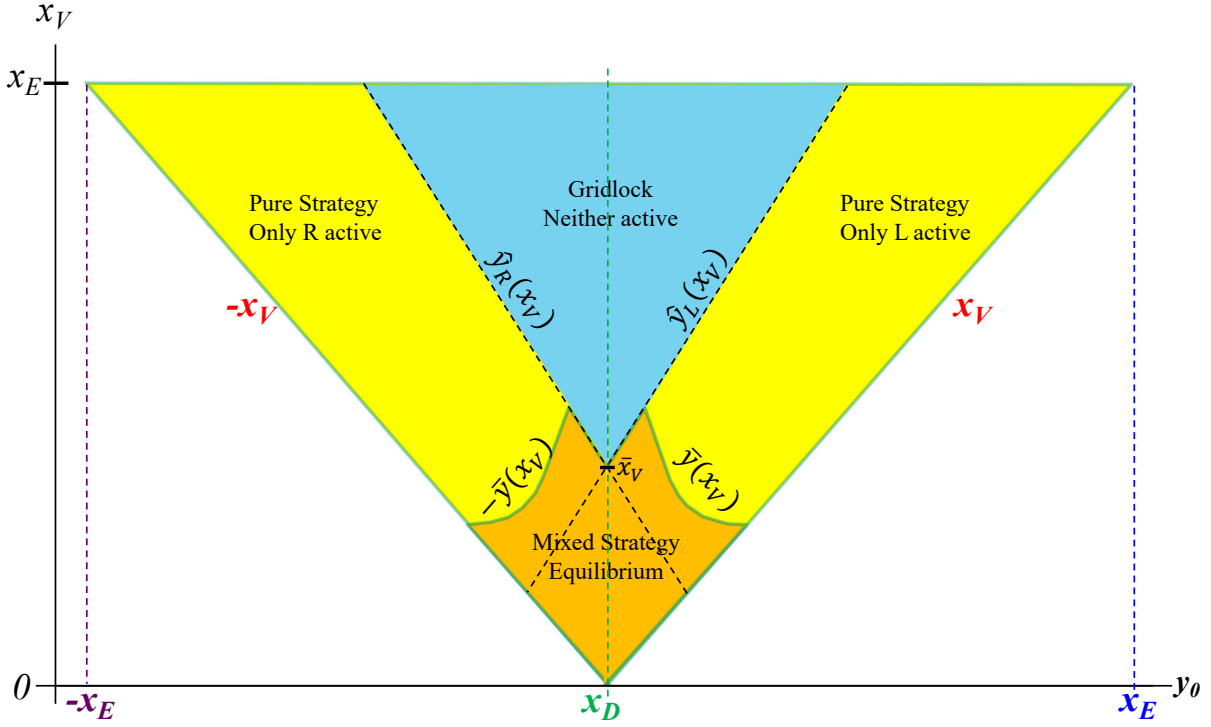 x_V
x_E
Pure Strategy
Only R active
Gridlock
Neither active
Pure Strategy
Only L active
ŷ_R(x_V)
ŷ_L(x_V)
-x_V
x_V
−ȳ(x_V)
x̄_V
ȳ(x_V)
Mixed Strategy
Equilibrium
0
-x_E
x_D
x_E
y_0